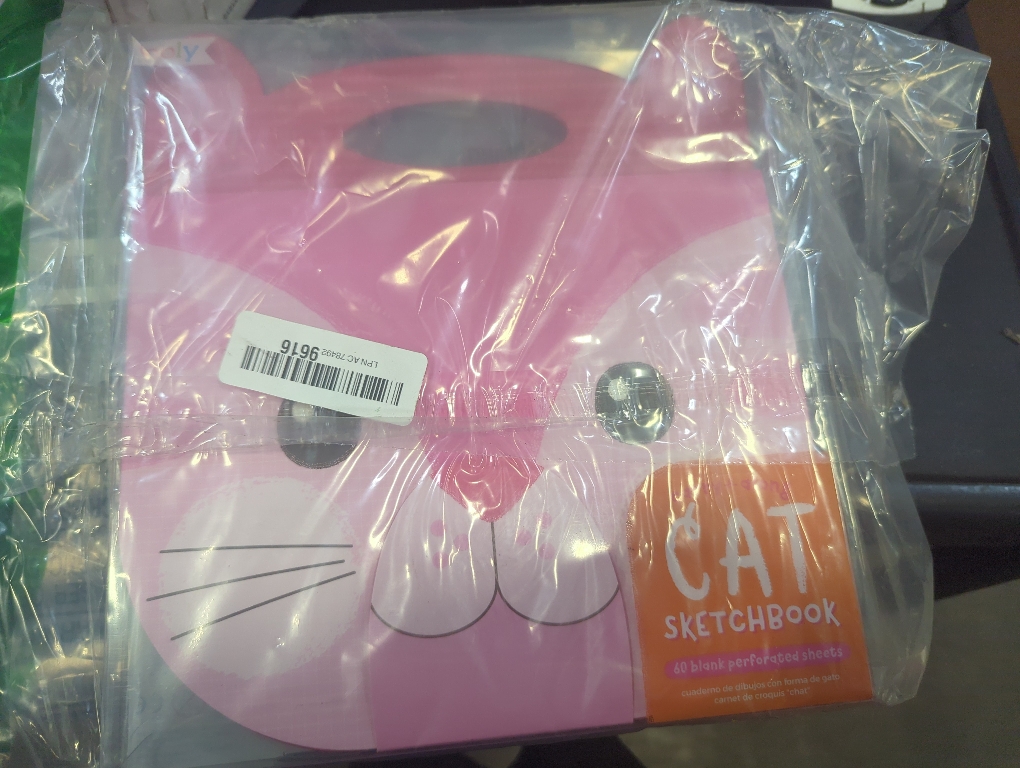 ooly
LPN AC 78492
9616
CAT
SKETCHBOOK
60 blank perforated sheets
cuaderno de dibujos con forma de gato
carnet de croquis "chat"